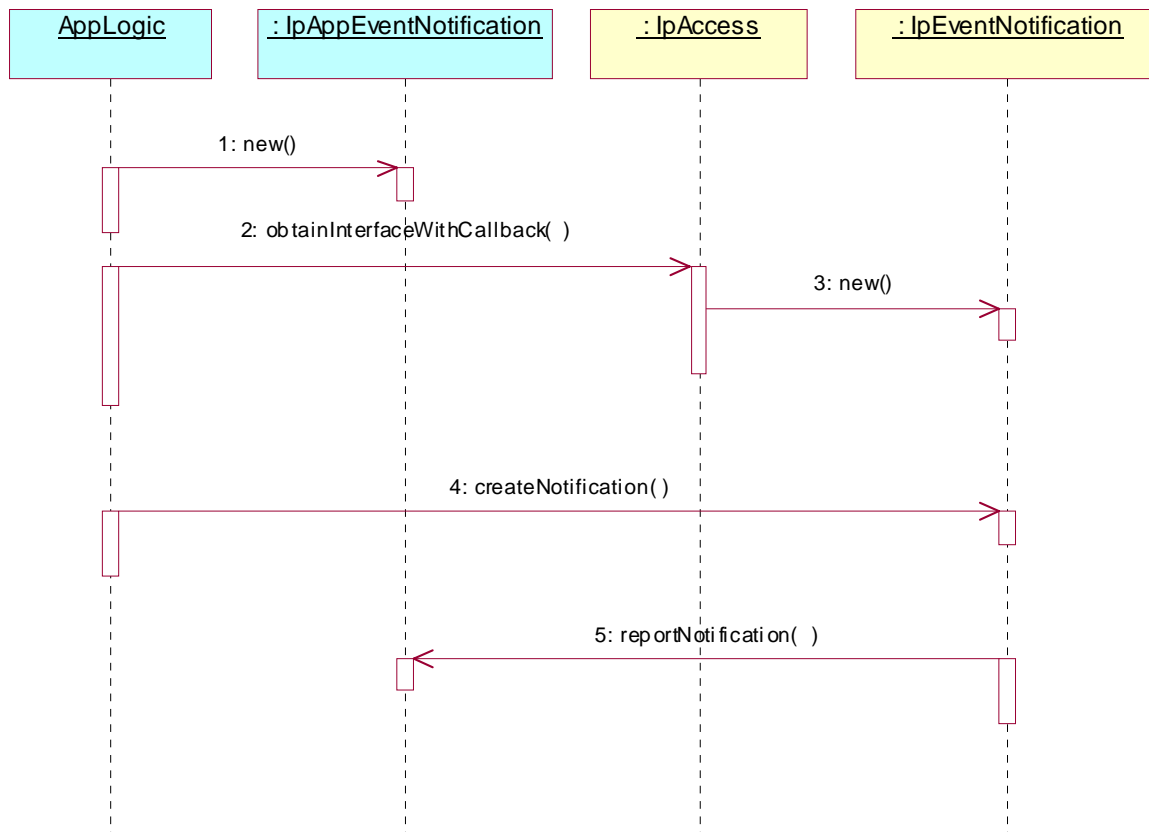 AppLogic
: IpAppEventNotification
: IpAccess
: IpEventNotification
1: new()
2: obtainInterfaceWithCallback( )
3: new()
4: createNotification( )
5: reportNotification( )